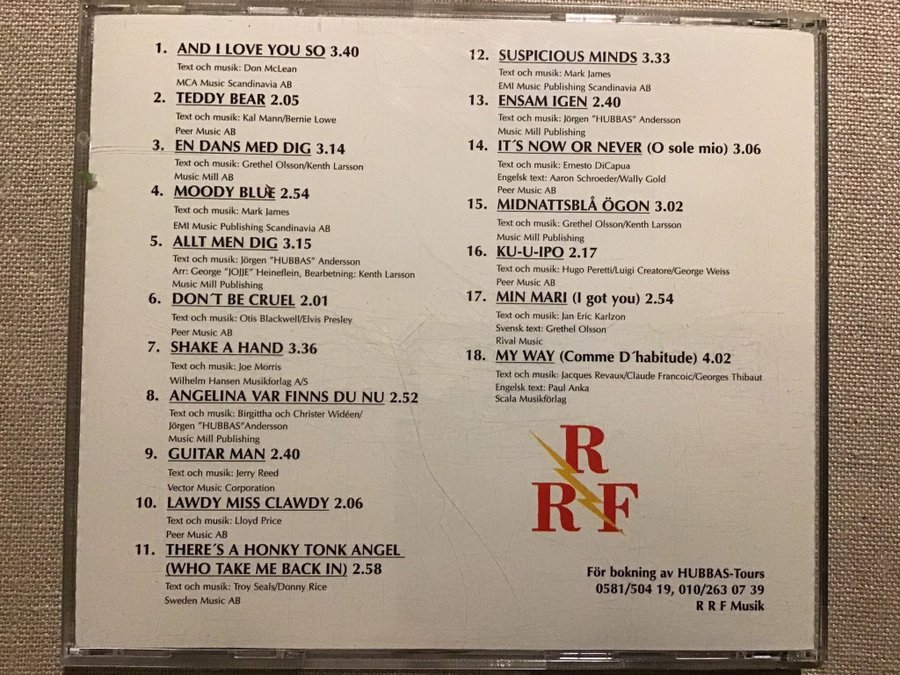 1. AND I LOVE YOU SO 3.40
Text och musik: Don McLean
MCA Music Scandinavia AB
2. TEDDY BEAR 2.05
Text och musik: Kal Mann/Bernie Lowe
Peer Music AB
3. EN DANS MED DIG 3.14
Text och musik: Grethel Olsson/Kenth Larsson
Music Mill AB
4. MOODY BLUE 2.54
Text och musik: Mark James
EMI Music Publishing Scandinavia AB
5. ALLT MEN DIG 3.15
Text och musik: Jörgen "HUBBAS" Andersson
Arr: George "JOJJE" Heineflein, Bearbetning: Kenth Larsson
Music Mill Publishing
6. DON´T BE CRUEL 2.01
Text och musik: Otis Blackwell/Elvis Presley
Peer Music AB
7. SHAKE A HAND 3.36
Text och musik: Joe Morris
Wilhelm Hansen Musikforlag A/S
8. ANGELINA VAR FINNS DU NU 2.52
Text och musik: Birgittha och Christer Widéen/
Jörgen "HUBBAS"Andersson
Music Mill Publishing
9. GUITAR MAN 2.40
Text och musik: Jerry Reed
Vector Music Corporation
10. LAWDY MISS CLAWDY 2.06
Text och musik: Lloyd Price
Peer Music AB
11. THERE´S A HONKY TONK ANGEL
(WHO TAKE ME BACK IN) 2.58
Text och musik: Troy Seals/Donny Rice
Sweden Music AB
12. SUSPICIOUS MINDS 3.33
Text och musik: Mark James
EMI Music Publishing Scandinavia AB
13. ENSAM IGEN 2.40
Text och musik: Jörgen "HUBBAS" Andersson
Music Mill Publishing
14. IT´S NOW OR NEVER (O sole mio) 3.06
Text och musik: Ernesto DiCapua
Engelsk text: Aaron Schroeder/Wally Gold
Peer Music AB
15. MIDNATTSBLÅ ÖGON 3.02
Text och musik: Grethel Olsson/Kenth Larsson
Music Mill Publishing
16. KU-U-IPO 2.17
Text och musik: Hugo Peretti/Luigi Creatore/George Weiss
Peer Music AB
17. MIN MARI (I got you) 2.54
Text och musik: Jan Eric Karlzon
Svensk text: Grethel Olsson
Rival Music
18. MY WAY (Comme D´habitude) 4.02
Text och musik: Jacques Revaux/Claude Francoic/Georges Thibaut
Engelsk text: Paul Anka
Scala Musikförlag
R
R F
För bokning av HUBBAS-Tours
0581/504 19, 010/263 07 39
R R F Musik